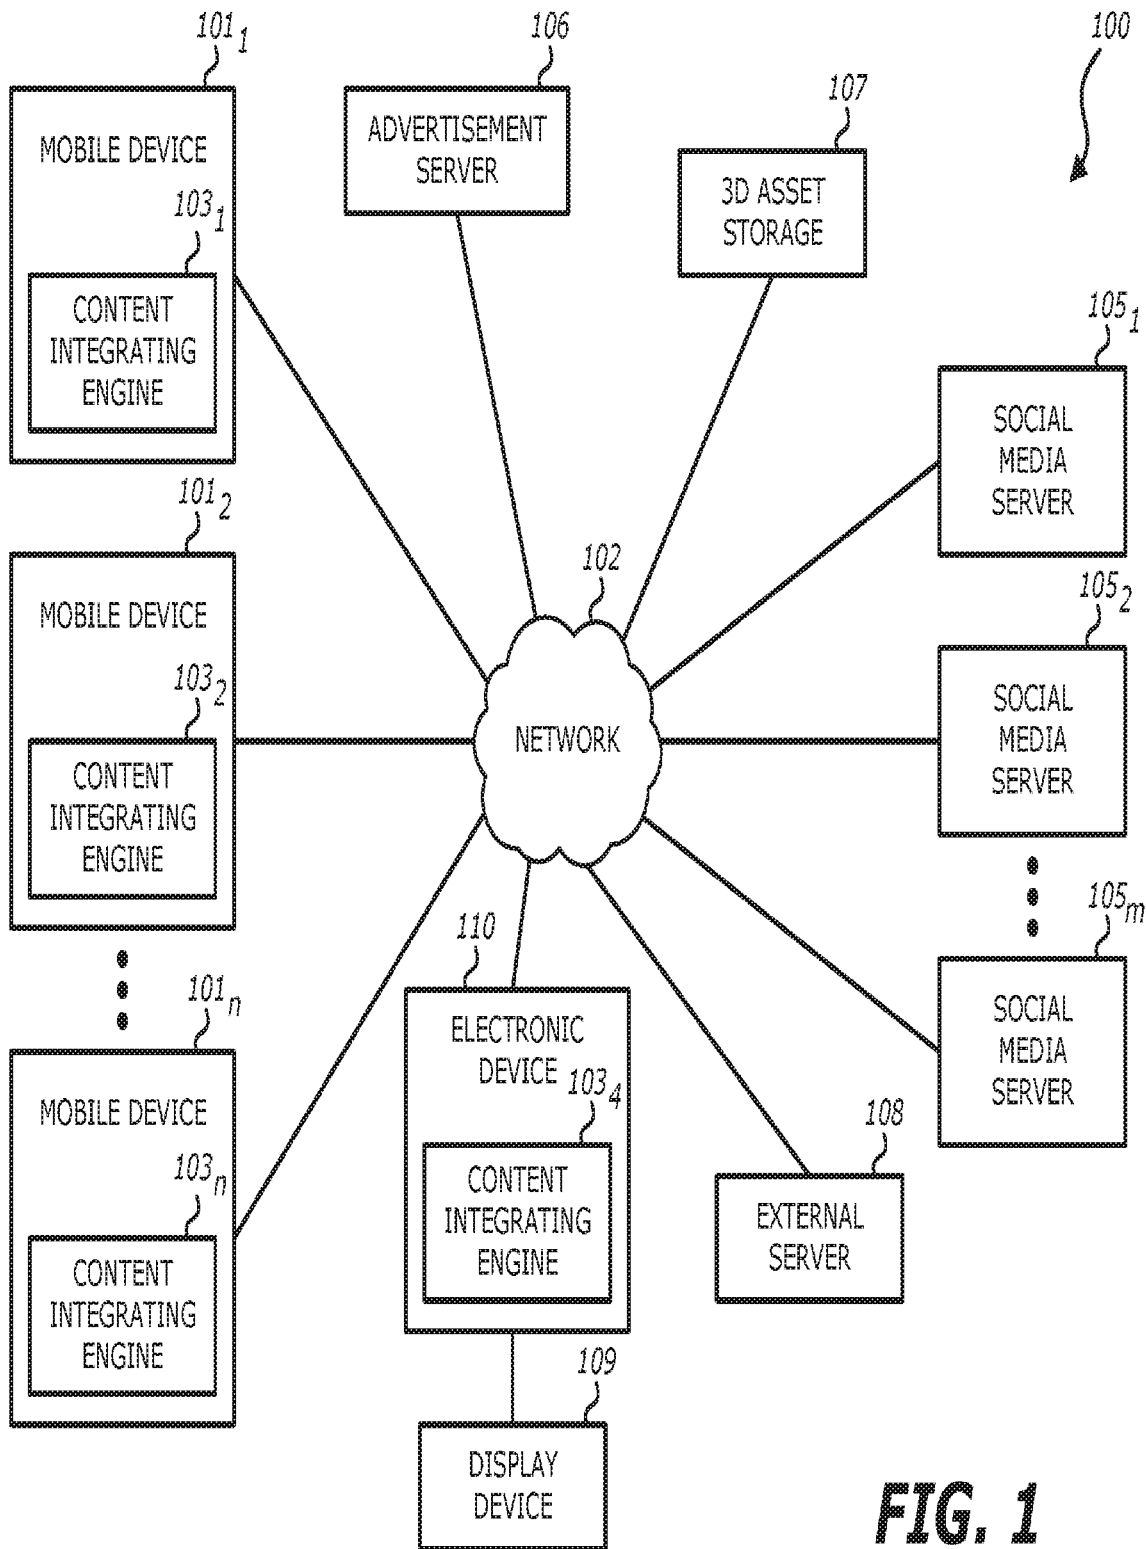 101₁
106
100
107
MOBILE DEVICE
ADVERTISEMENT
SERVER
3D ASSET
STORAGE
103₁
CONTENT
INTEGRATING
ENGINE
105₁
SOCIAL
MEDIA
SERVER
101₂
MOBILE DEVICE
103₂
CONTENT
INTEGRATING
ENGINE
102
NETWORK
105₂
SOCIAL
MEDIA
SERVER
105ₘ
SOCIAL
MEDIA
SERVER
101ₙ
MOBILE DEVICE
103ₙ
CONTENT
INTEGRATING
ENGINE
110
ELECTRONIC
DEVICE
103₄
CONTENT
INTEGRATING
ENGINE
108
EXTERNAL
SERVER
109
DISPLAY
DEVICE
FIG. 1